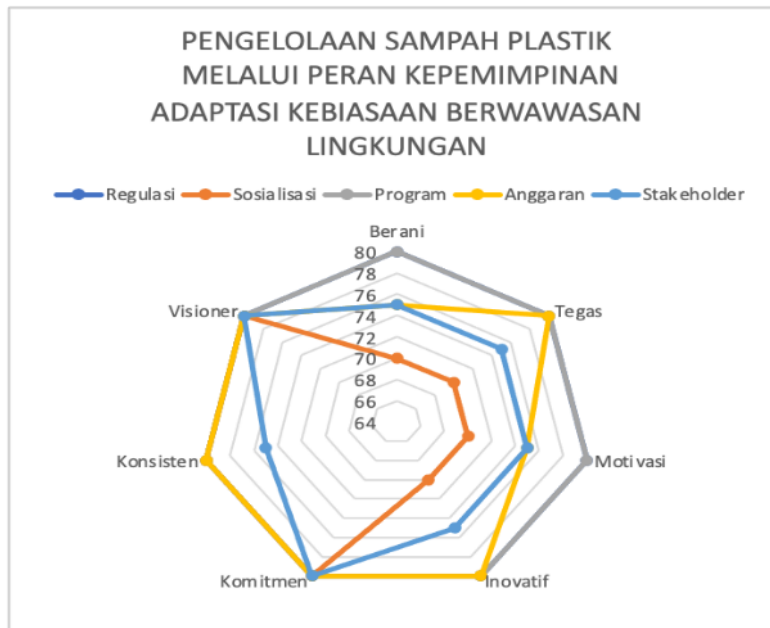 PENGELOLAAN SAMPAH PLASTIK
MELALUI PERAN KEPEMIMPINAN
ADAPTASI KEBIASAAN BERWAWASAN
LINGKUNGAN
Regulasi Sosialisasi Program Anggaran Stakeholder
Berani
80
78
76
74
72
70
68
66
64
Visioner
Tegas
Konsisten
Motivasi
Komitmen
Inovatif